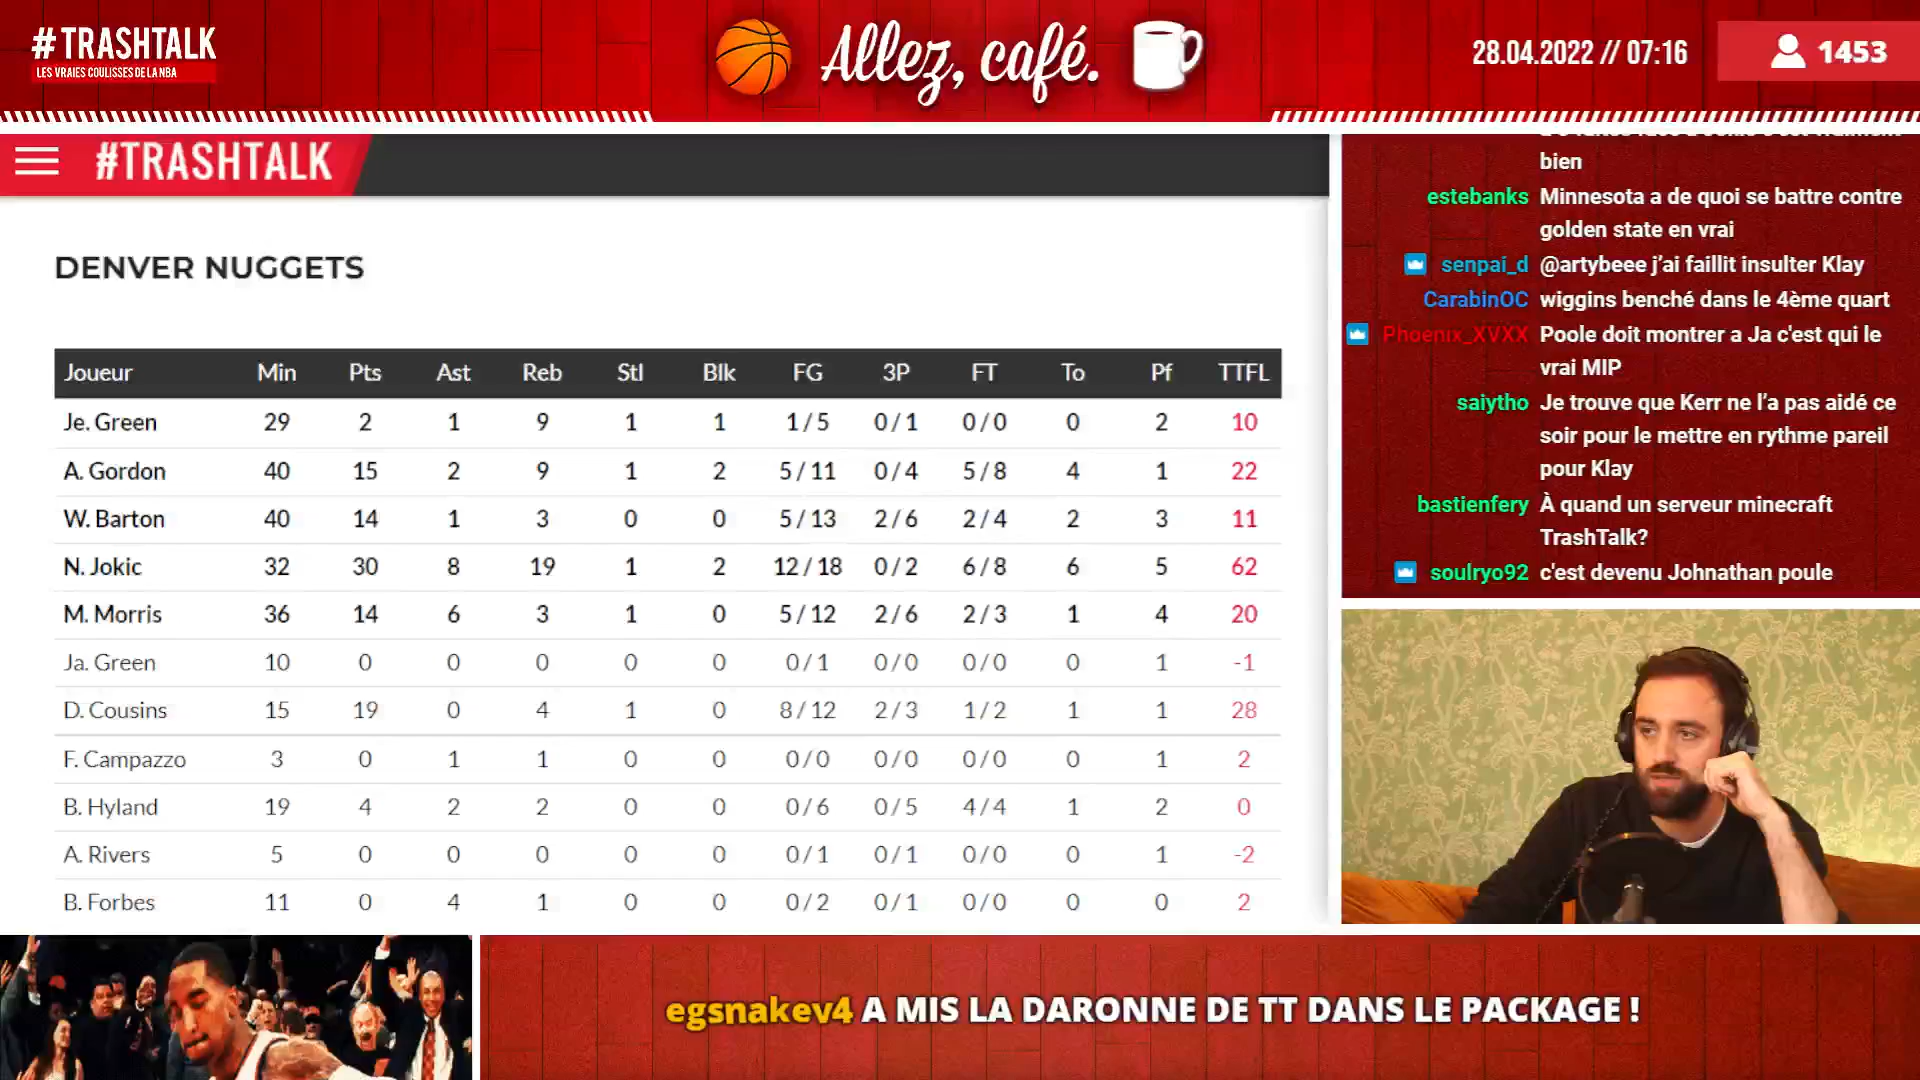 #TRASHTALK
LES VRAIES COULISSES DE LA NBA
Allez, café.
28.04.2022 // 07:16
1453
#TRASHTALK
DENVER NUGGETS
Joueur Min Pts Ast Reb Stl Blk FG 3P FT To Pf TTFL
Je. Green 29 2 1 9 1 1 1/5 0/1 0/0 0 2 10
A. Gordon 40 15 2 9 1 2 5/11 0/4 5/8 4 1 22
W. Barton 40 14 1 3 0 0 5/13 2/6 2/4 2 3 11
N. Jokic 32 30 8 19 1 2 12/18 0/2 6/8 6 5 62
M. Morris 36 14 6 3 1 0 5/12 2/6 2/3 1 4 20
Ja. Green 10 0 0 0 0 0 0/1 0/0 0/0 0 1 -1
D. Cousins 15 19 0 4 1 0 8/12 2/3 1/2 1 1 28
F. Campazzo 3 0 1 1 0 0 0/0 0/0 0/0 0 1 2
B. Hyland 19 4 2 2 0 0 0/6 0/5 4/4 1 2 0
A. Rivers 5 0 0 0 0 0 0/1 0/1 0/0 0 1 -2
B. Forbes 11 0 4 1 0 0 0/2 0/1 0/0 0 0 2
bien
estebanks Minnesota a de quoi se battre contre
golden state en vrai
senpai_d @artybeee j'ai faillit insulter Klay
CarabinOC wiggins benché dans le 4ème quart
Phoenix_XVXX Poole doit montrer a Ja c'est qui le
vrai MIP
saiytho Je trouve que Kerr ne l'a pas aidé ce
soir pour le mettre en rythme pareil
pour Klay
bastienfery À quand un serveur minecraft
TrashTalk?
soulryo92 c'est devenu Johnathan poule
egsnakev4 A MIS LA DARONNE DE TT DANS LE PACKAGE !